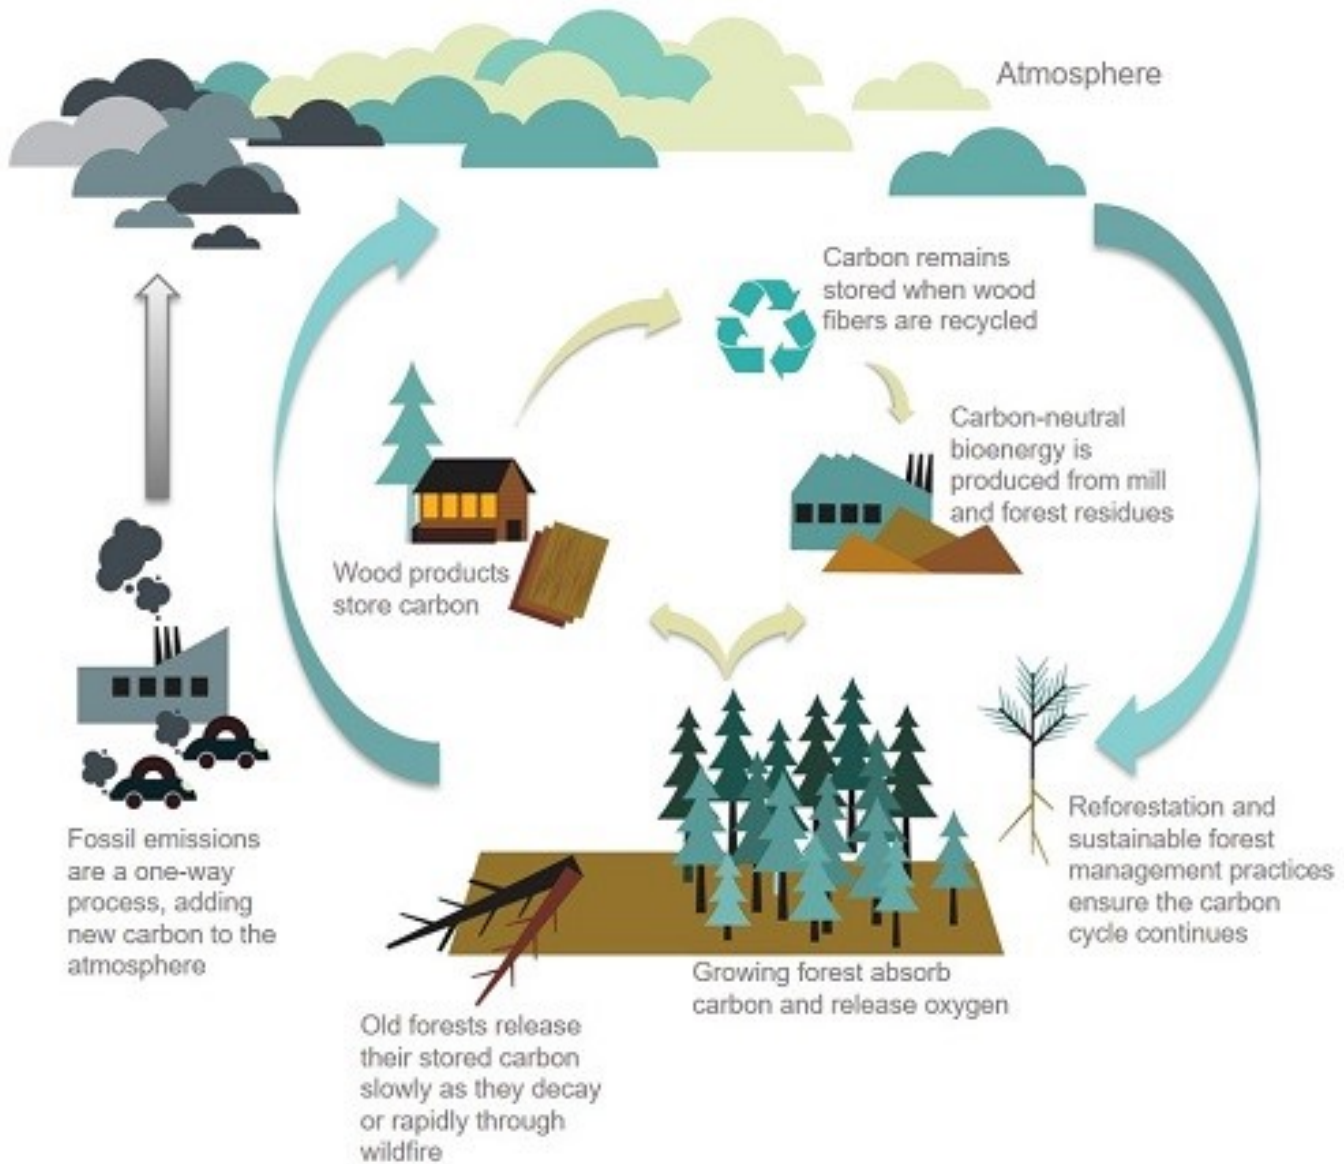 Atmosphere
Carbon remains
stored when wood
fibers are recycled
Carbon-neutral
bioenergy is
produced from mill
and forest residues
Wood products
store carbon
Fossil emissions
are a one-way
process, adding
new carbon to the
atmosphere
Reforestation and
sustainable forest
management practices
ensure the carbon
cycle continues
Growing forest absorb
carbon and release oxygen
Old forests release
their stored carbon
slowly as they decay
or rapidly through
wildfire